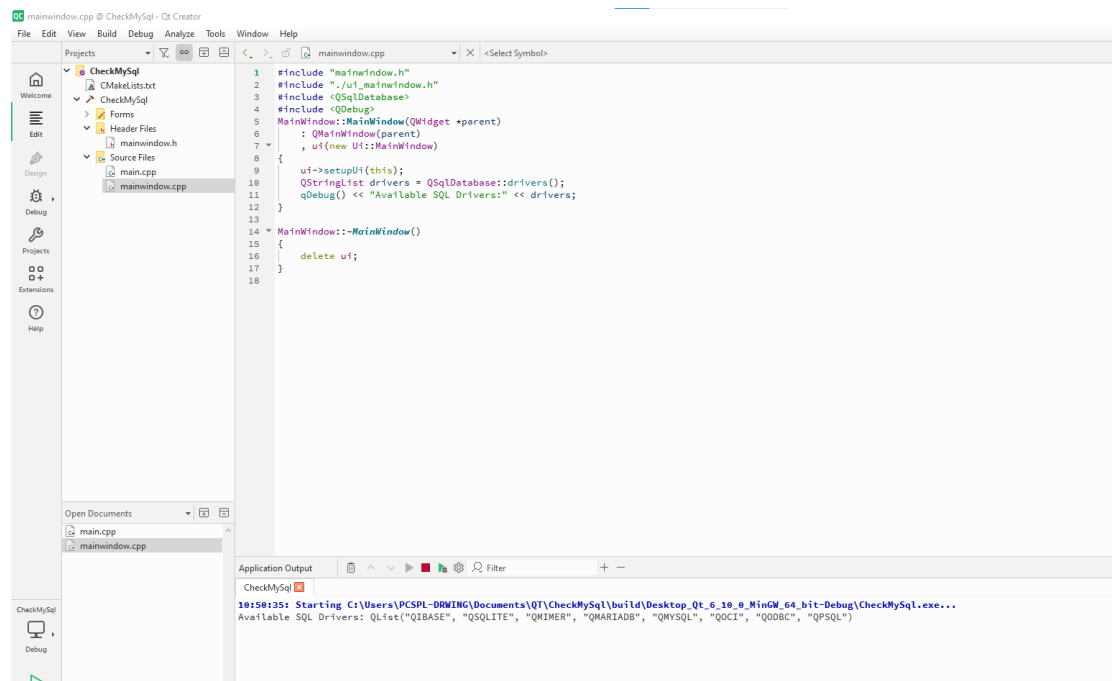 QC mainwindow.cpp @ CheckMySql - Qt Creator
File Edit View Build Debug Analyze Tools Window Help
Projects
mainwindow.cpp
<Select Symbol>
Welcome
Edit
Design
Debug
Projects
Extensions
Help
CheckMySql
CMakeLists.txt
CheckMySql
Forms
Header Files
mainwindow.h
Source Files
main.cpp
mainwindow.cpp
1 #include "mainwindow.h"
2 #include "./ui_mainwindow.h"
3 #include <QSqlDatabase>
4 #include <QDebug>
5 MainWindow::MainWindow(QWidget *parent)
6     : QMainWindow(parent)
7     , ui(new Ui::MainWindow)
8 {
9     ui->setupUi(this);
10     QStringList drivers = QSqlDatabase::drivers();
11     qDebug() << "Available SQL Drivers:" << drivers;
12 }
13
14 MainWindow::~MainWindow()
15 {
16     delete ui;
17 }
18
Open Documents
main.cpp
mainwindow.cpp
CheckMySql
Debug
Application Output
Filter
CheckMySql
10:50:35: Starting C:\Users\PCSPL-DRWING\Documents\QT\CheckMySql\build\Desktop_Qt_6_10_0_MinGW_64_bit-Debug\CheckMySql.exe...
Available SQL Drivers: QList("QIBASE", "QSQLITE", "QMIMER", "QMARIADB", "QMYSQL", "QOCI", "QODBC", "QPSQL")